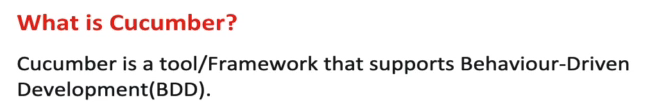 What is Cucumber?
Cucumber is a tool/Framework that supports Behaviour-Driven
Development(BDD).